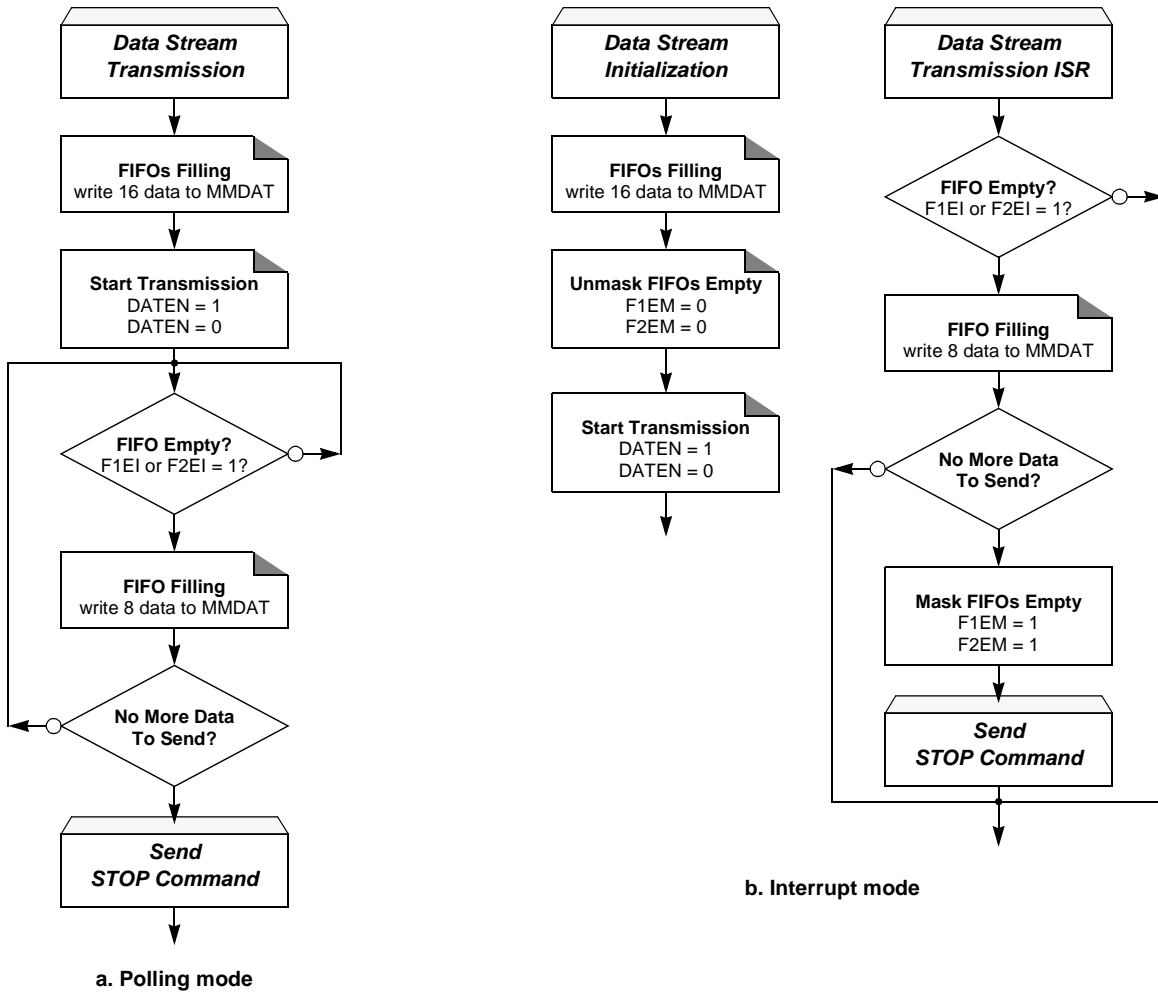 Data Stream
Transmission
FIFOs Filling
write 16 data to MMDAT
Start Transmission
DATEN = 1
DATEN = 0
FIFO Empty?
F1EI or F2EI = 1?
FIFO Filling
write 8 data to MMDAT
No More Data
To Send?
Send
STOP Command
a. Polling mode
Data Stream
Initialization
FIFOs Filling
write 16 data to MMDAT
Unmask FIFOs Empty
F1EM = 0
F2EM = 0
Start Transmission
DATEN = 1
DATEN = 0
Data Stream
Transmission ISR
FIFO Empty?
F1EI or F2EI = 1?
FIFO Filling
write 8 data to MMDAT
No More Data
To Send?
Mask FIFOs Empty
F1EM = 1
F2EM = 1
Send
STOP Command
b. Interrupt mode